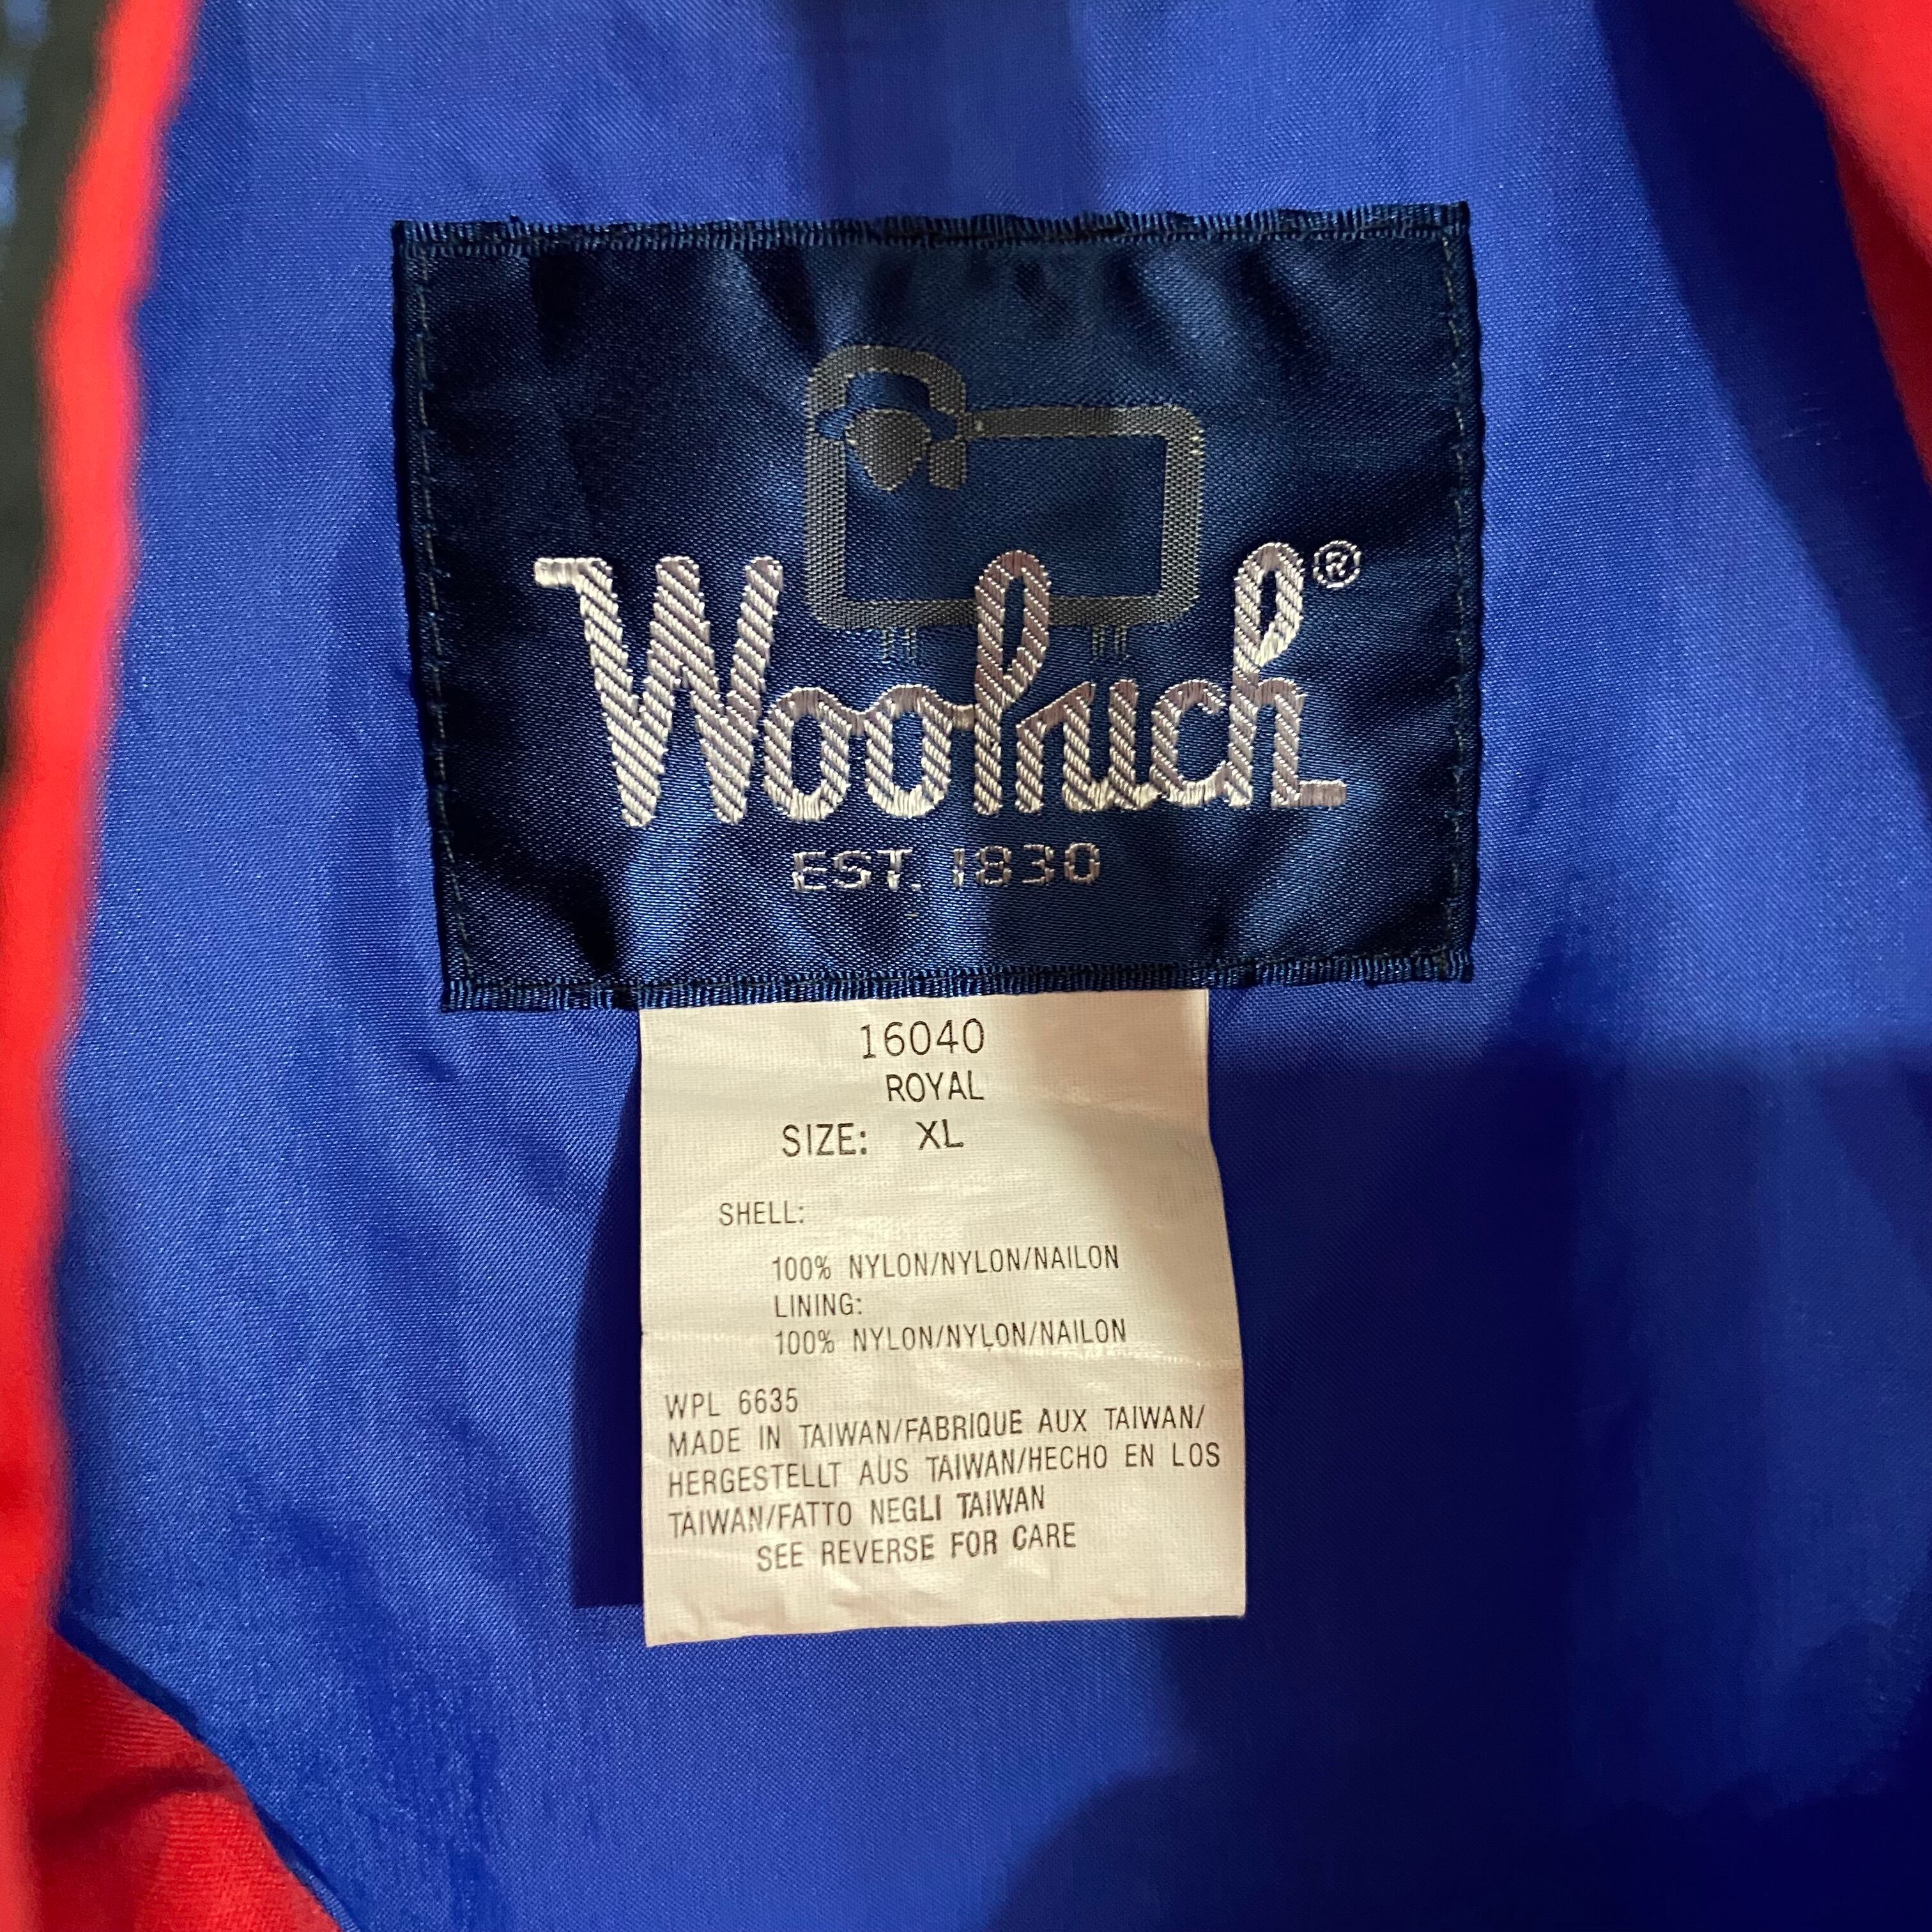 Woolrich®
EST. 1830
16040
ROYAL
SIZE: XL
SHELL:
100% NYLON/NYLON/NAILON
LINING:
100% NYLON/NYLON/NAILON
WPL 6635
MADE IN TAIWAN/FABRIQUE AUX TAIWAN/
HERGESTELLT AUS TAIWAN/HECHO EN LOS
TAIWAN/FATTO NEGLI TAIWAN
SEE REVERSE FOR CARE